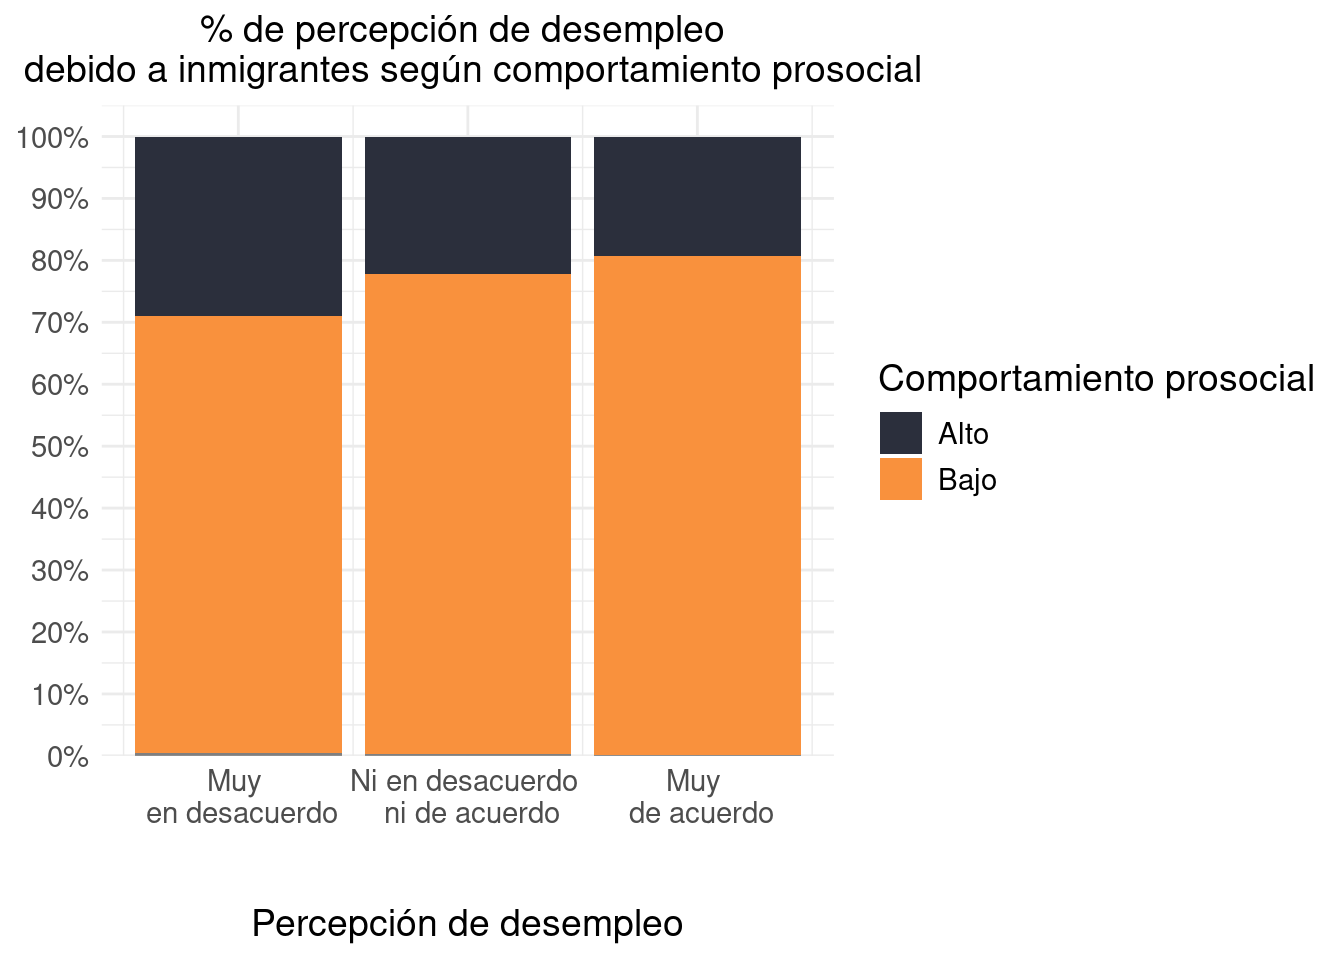 % de percepción de desempleo
debido a inmigrantes según comportamiento prosocial
100%
90%
80%
70%
60%
50%
40%
30%
20%
10%
0%
Muy
en desacuerdo
Ni en desacuerdo
ni de acuerdo
Muy
de acuerdo
Percepción de desempleo
Comportamiento prosocial
Alto
Bajo